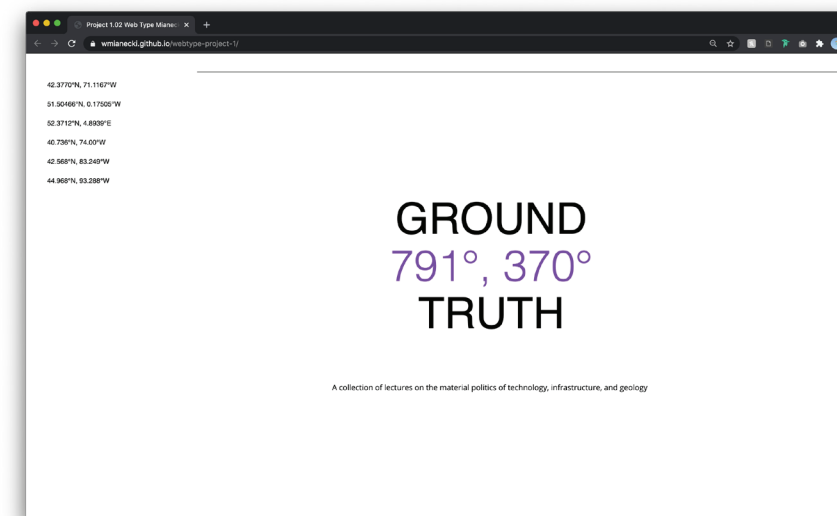 Project 1.02 Web Type Mianec
wmianecki.github.io/webtype-project-1/
42.3770°N, 71.1167°W
51.50466°N, 0.17505°W
52.3712°N, 4.8939°E
40.736°N, 74.00°W
42.568°N, 83.249°W
44.968°N, 93.288°W
GROUND
791°, 370°
TRUTH
A collection of lectures on the material politics of technology, infrastructure, and geology